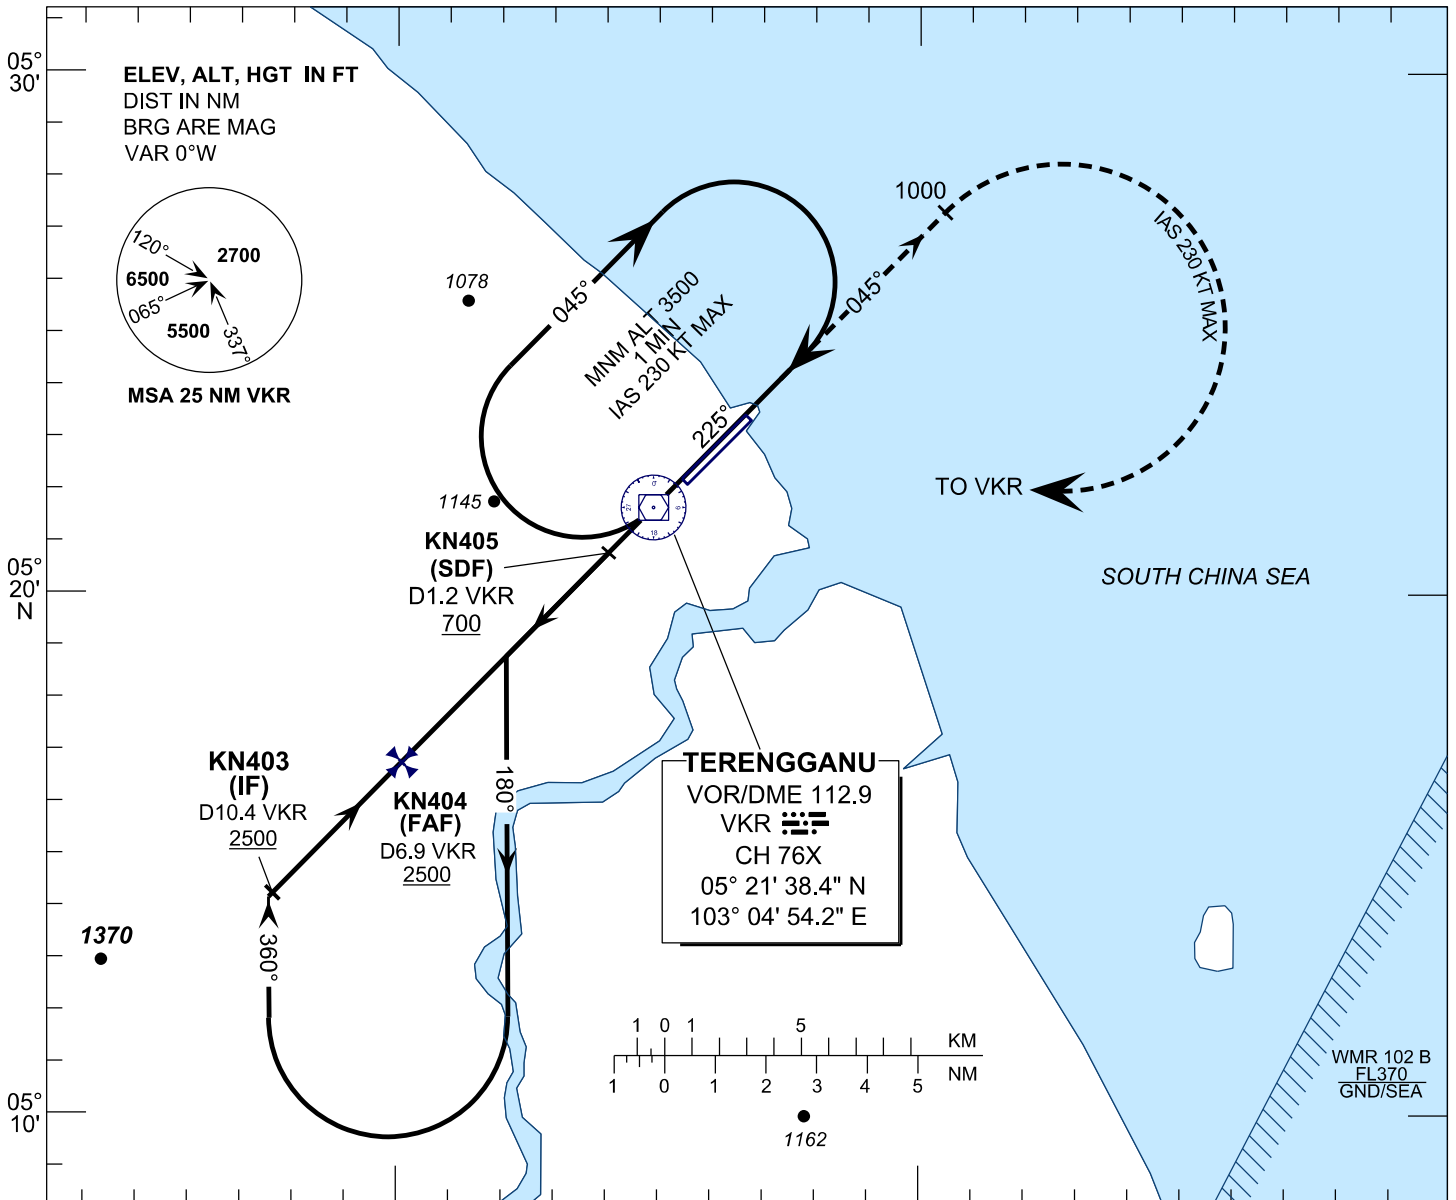 05°
30'
ELEV, ALT, HGT IN FT
DIST IN NM
BRG ARE MAG
VAR 0°W
120°
2700
6500
065°
5500
337°
MSA 25 NM VKR
1078
045°
MNM ALT 3500
1 MIN
IAS 230 KT MAX
1000
045°
IAS 230 KT MAX
225°
TO VKR
1145
KN405
(SDF)
D1.2 VKR
700
0
9
18
27
05°
20'
N
SOUTH CHINA SEA
KN403
(IF)
D10.4 VKR
2500
KN404
(FAF)
D6.9 VKR
2500
180°
TERENGGANU
VOR/DME 112.9
VKR
CH 76X
05° 21' 38.4" N
103° 04' 54.2" E
1370
360°
1 0 1 5 KM
1 0 1 2 3 4 5 NM
1162
WMR 102 B
FL370
GND/SEA
05°
10'